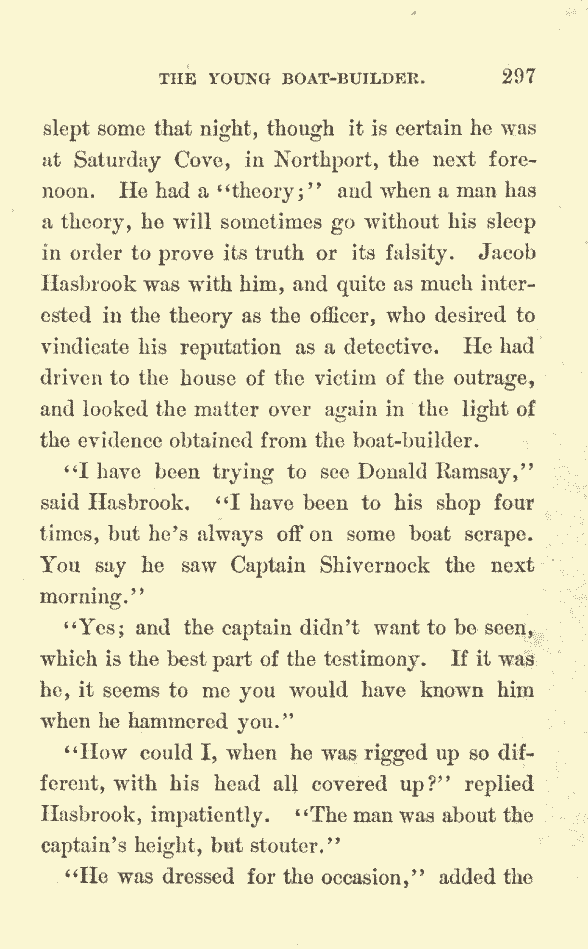 THE YOUNG BOAT-BUILDER. 297
slept some that night, though it is certain he was
at Saturday Cove, in Northport, the next fore-
noon. He had a "theory;" and when a man has
a theory, he will sometimes go without his sleep
in order to prove its truth or its falsity. Jacob
Hasbrook was with him, and quite as much inter-
ested in the theory as the officer, who desired to
vindicate his reputation as a detective. He had
driven to the house of the victim of the outrage,
and looked the matter over again in the light of
the evidence obtained from the boat-builder.
"I have been trying to see Donald Ramsay,"
said Hasbrook. "I have been to his shop four
times, but he's always off on some boat scrape.
You say he saw Captain Shivernock the next
morning."
"Yes; and the captain didn't want to be seen,
which is the best part of the testimony. If it was
he, it seems to me you would have known him
when he hammered you."
"How could I, when he was rigged up so dif-
ferent, with his head all covered up?" replied
Hasbrook, impatiently. "The man was about the
captain's height, but stouter."
"He was dressed for the occasion," added the